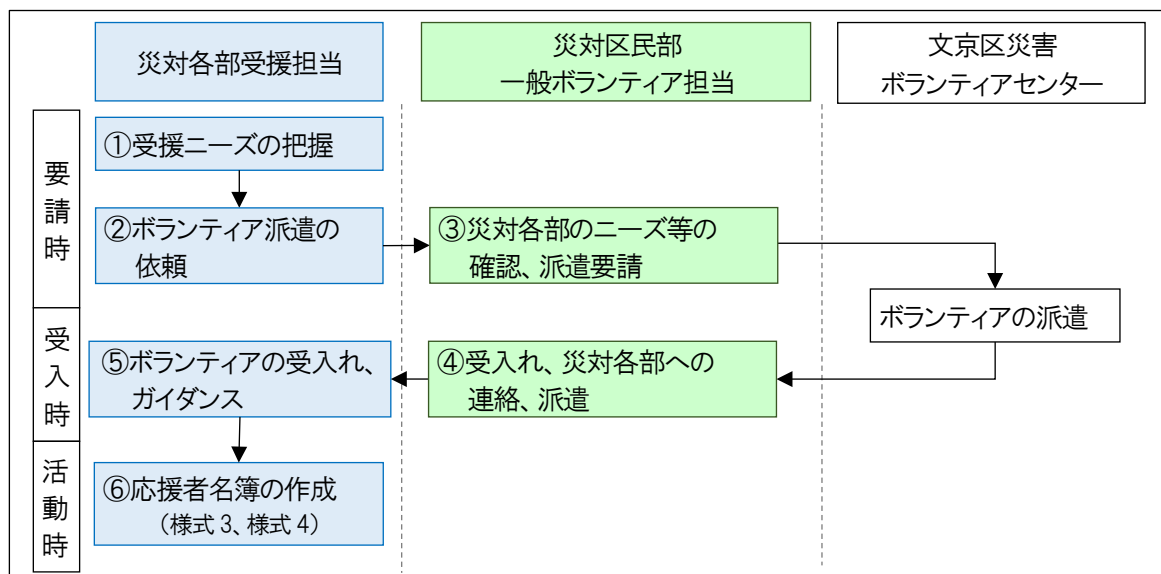 災対各部受援担当
災対区民部
一般ボランティア担当
文京区災害
ボランティアセンター
要請時
①受援ニーズの把握
②ボランティア派遣の
依頼
③災対各部のニーズ等の
確認、派遣要請
ボランティアの派遣
受入時
⑤ボランティアの受入れ、
ガイダンス
④受入れ、災対各部への
連絡、派遣
活動時
⑥応援者名簿の作成
（様式3、様式4）